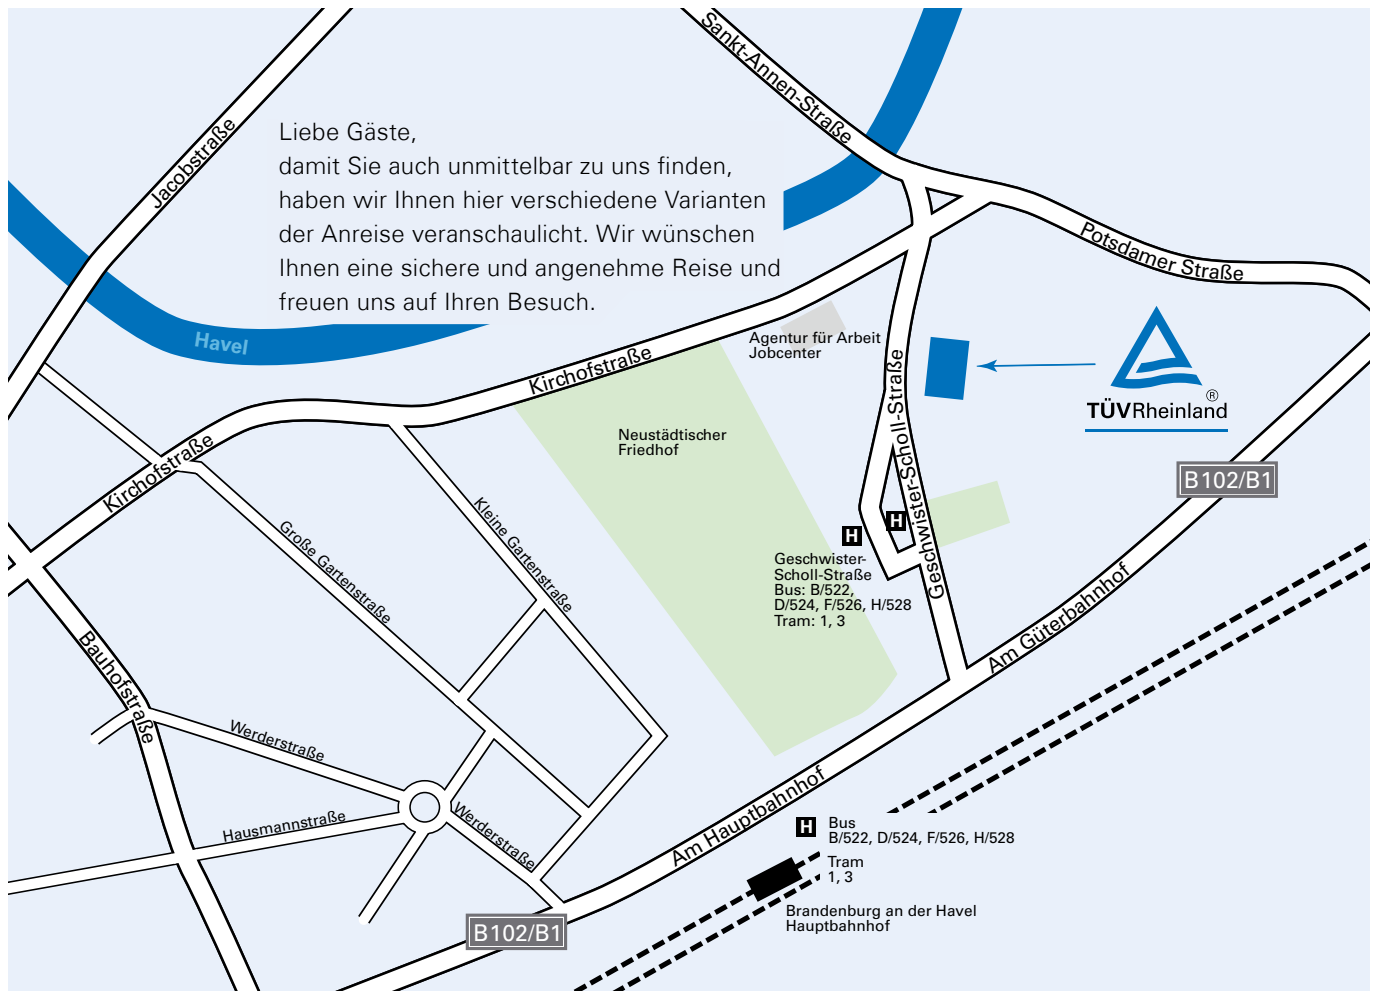 Sankt-Annen-Straße
Jacobstraße
Liebe Gäste,
damit Sie auch unmittelbar zu uns finden,
haben wir Ihnen hier verschiedene Varianten
der Anreise veranschaulicht. Wir wünschen
Ihnen eine sichere und angenehme Reise und
freuen uns auf Ihren Besuch.
Potsdamer Straße
Havel
Agentur für Arbeit
Jobcenter
Kirchofstraße
Geschwister-Scholl-Straße
®
TÜVRheinland
Neustädtischer
Friedhof
Kirchofstraße
B102/B1
Kleine Gartenstraße
Große Gartenstraße
H
H
Geschwister-
Scholl-Straße
Bus: B/522,
D/524, F/526, H/528
Tram: 1, 3
Am Güterbahnhof
Bauhofstraße
Werderstraße
Hausmannstraße
Werderstraße
Am Hauptbahnhof
H
Bus
B/522, D/524, F/526, H/528
Tram
1, 3
Brandenburg an der Havel
Hauptbahnhof
B102/B1